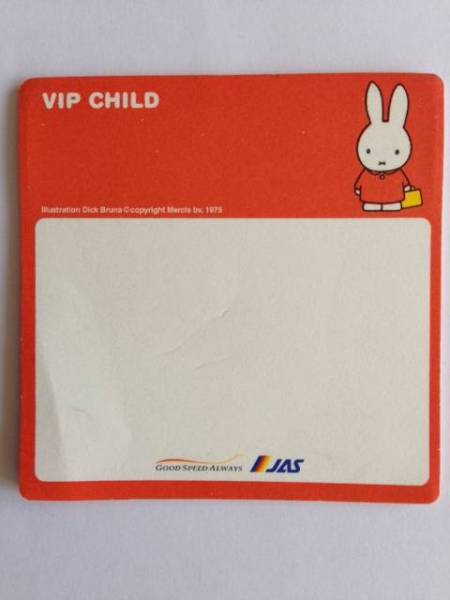 VIP CHILD
Illustration Dick Bruna © copyright Mercis bv, 1975
GOOD SPEED ALWAYS JAS